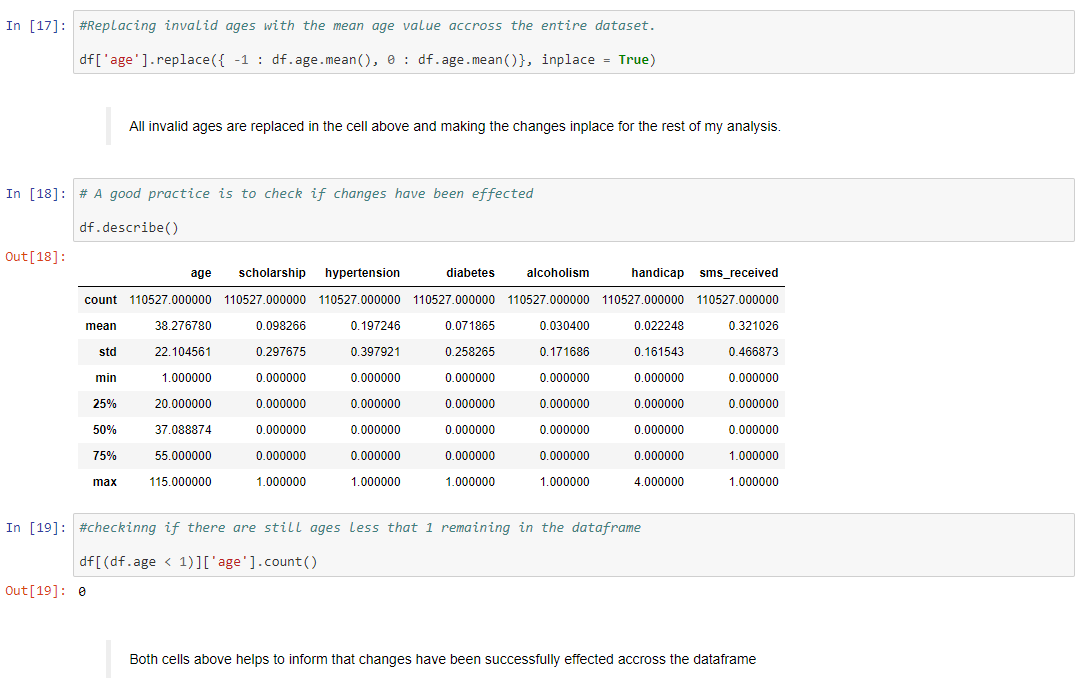 In [17]: #Replacing invalid ages with the mean age value accross the entire dataset.
df['age'].replace({ -1 : df.age.mean(), 0 : df.age.mean()}, inplace = True)
All invalid ages are replaced in the cell above and making the changes inplace for the rest of my analysis.
In [18]: # A good practice is to check if changes have been effected
df.describe()
Out[18]:
age scholarship hypertension diabetes alcoholism handicap sms_received
count 110527.000000 110527.000000 110527.000000 110527.000000 110527.000000 110527.000000 110527.000000
mean 38.276780 0.098266 0.197246 0.071865 0.030400 0.022248 0.321026
std 22.104561 0.297675 0.397921 0.258265 0.171686 0.161543 0.466873
min 1.000000 0.000000 0.000000 0.000000 0.000000 0.000000 0.000000
25% 20.000000 0.000000 0.000000 0.000000 0.000000 0.000000 0.000000
50% 37.088874 0.000000 0.000000 0.000000 0.000000 0.000000 0.000000
75% 55.000000 0.000000 0.000000 0.000000 0.000000 0.000000 1.000000
max 115.000000 1.000000 1.000000 1.000000 1.000000 4.000000 1.000000
In [19]: #checkinng if there are still ages less that 1 remaining in the dataframe
df[(df.age < 1)]['age'].count()
Out[19]: 0
Both cells above helps to inform that changes have been successfully effected accross the dataframe